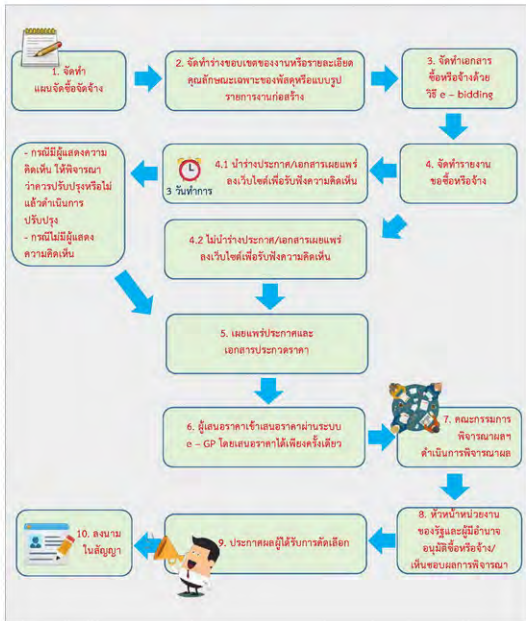 1. จัดทำ
แผนจัดซื้อจัดจ้าง
2. จัดทำร่างขอบเขตของงานหรือรายละเอียด
คุณลักษณะเฉพาะของพัสดุหรือแบบรูป
รายการงานก่อสร้าง
3. จัดทำเอกสาร
ซื้อหรือจ้างด้วย
วิธี e – bidding
4. จัดทำรายงาน
ขอซื้อหรือจ้าง
4.1 นำร่างประกาศ/เอกสารเผยแพร่
ลงเว็บไซต์เพื่อรับฟังความคิดเห็น
3 วันทำการ
- กรณีมีผู้แสดงความ
คิดเห็น ให้พิจารณา
ว่าควรปรับปรุงหรือไม่
แล้วดำเนินการ
ปรับปรุง
- กรณีไม่มีผู้แสดง
ความคิดเห็น
4.2 ไม่นำร่างประกาศ/เอกสารเผยแพร่
ลงเว็บไซต์เพื่อรับฟังความคิดเห็น
5. เผยแพร่ประกาศและ
เอกสารประกวดราคา
6. ผู้เสนอราคาเข้าเสนอราคาผ่านระบบ
e – GP โดยเสนอราคาได้เพียงครั้งเดียว
7. คณะกรรมการ
พิจารณาผลฯ
ดำเนินการพิจารณาผล
8. หัวหน้าหน่วยงาน
ของรัฐและผู้มีอำนาจ
อนุมัติซื้อหรือจ้าง/
เห็นชอบผลการพิจารณา
9. ประกาศผลผู้ได้รับการคัดเลือก
10. ลงนาม
ในสัญญา